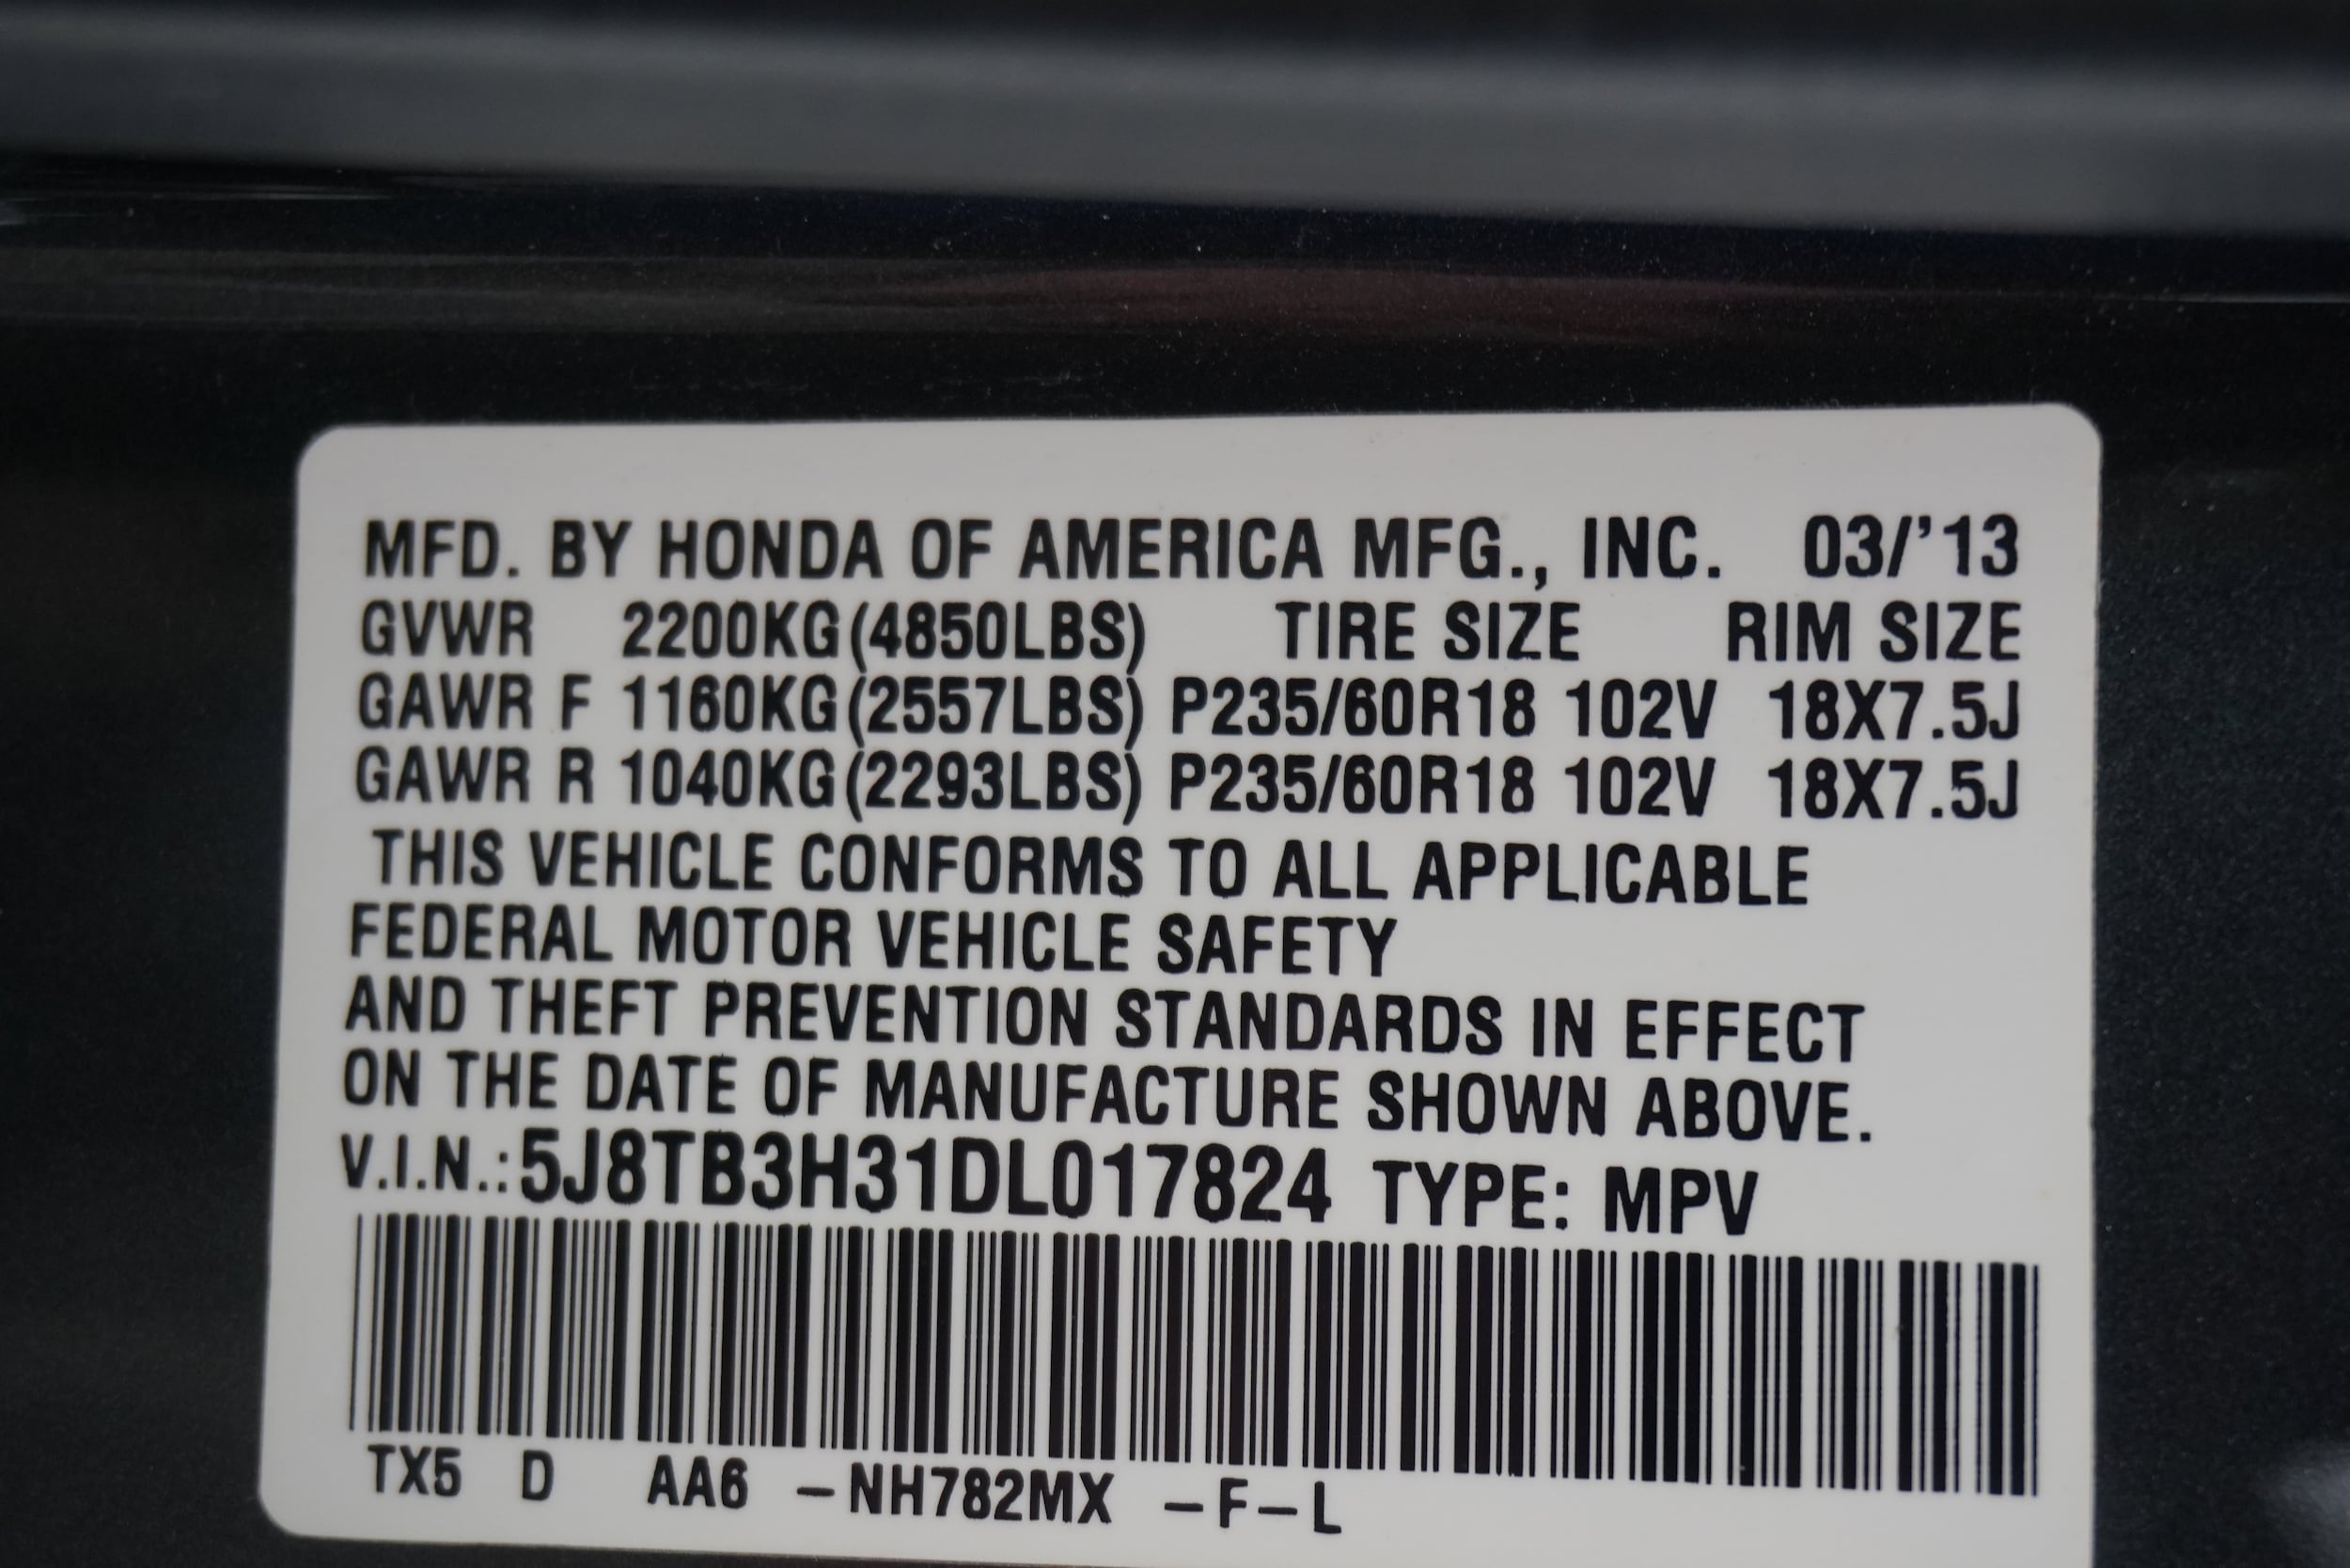 MFD. BY HONDA OF AMERICA MFG., INC. 03/'13
GVWR 2200KG(4850LBS) TIRE SIZE RIM SIZE
GAWR F 1160KG(2557LBS) P235/60R18 102V 18X7.5J
GAWR R 1040KG(2293LBS) P235/60R18 102V 18X7.5J
THIS VEHICLE CONFORMS TO ALL APPLICABLE
FEDERAL MOTOR VEHICLE SAFETY
AND THEFT PREVENTION STANDARDS IN EFFECT
ON THE DATE OF MANUFACTURE SHOWN ABOVE.
V.I.N.:5J8TB3H31DL017824 TYPE: MPV
TX5 D AA6 -NH782MX -F-L